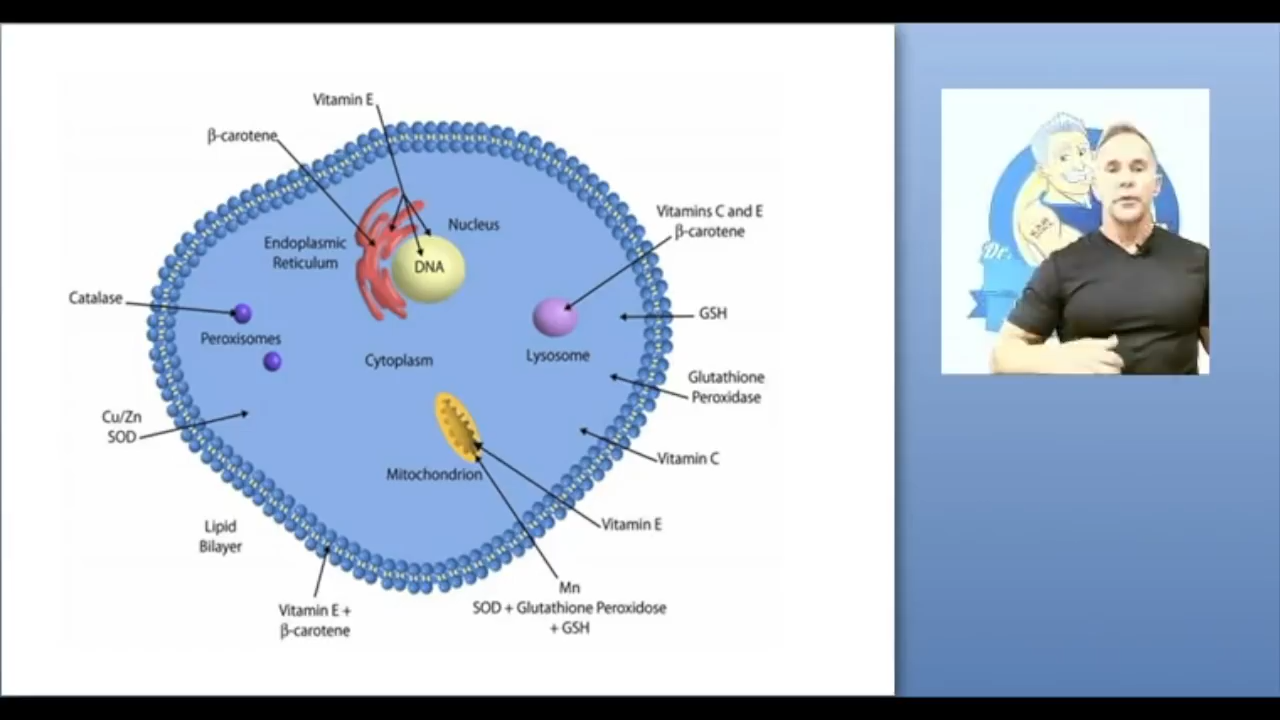 Vitamin E
β-carotene
Nucleus
Vitamins C and E
β-carotene
Endoplasmic
Reticulum
DNA
Catalase
Peroxisomes
GSH
Lysosome
Cytoplasm
Glutathione
Peroxidase
Cu/Zn
SOD
Vitamin C
Mitochondrion
Lipid
Bilayer
Vitamin E
Mn
SOD + Glutathione Peroxidose
+ GSH
Vitamin E +
β-carotene
Dr.